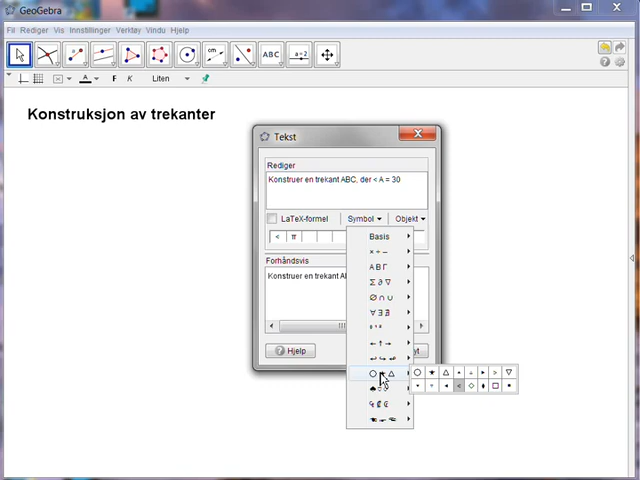 GeoGebra
Fil Rediger Vis Innstillinger Verktøy Vindu Hjelp
ABC
a=2
A
F K Liten
Konstruksjon av trekanter
Tekst
Rediger
Konstruer en trekant ABC, der < A = 30
LaTeX-formel Symbol Objekt
< π
Basis
× ÷ −
Α Β Γ
Σ ∂ ∇
∅ ∩ ∪
∀ ∃ ∄
← ↑ →
Forhåndsvis
Konstruer en trekant
Hjelp